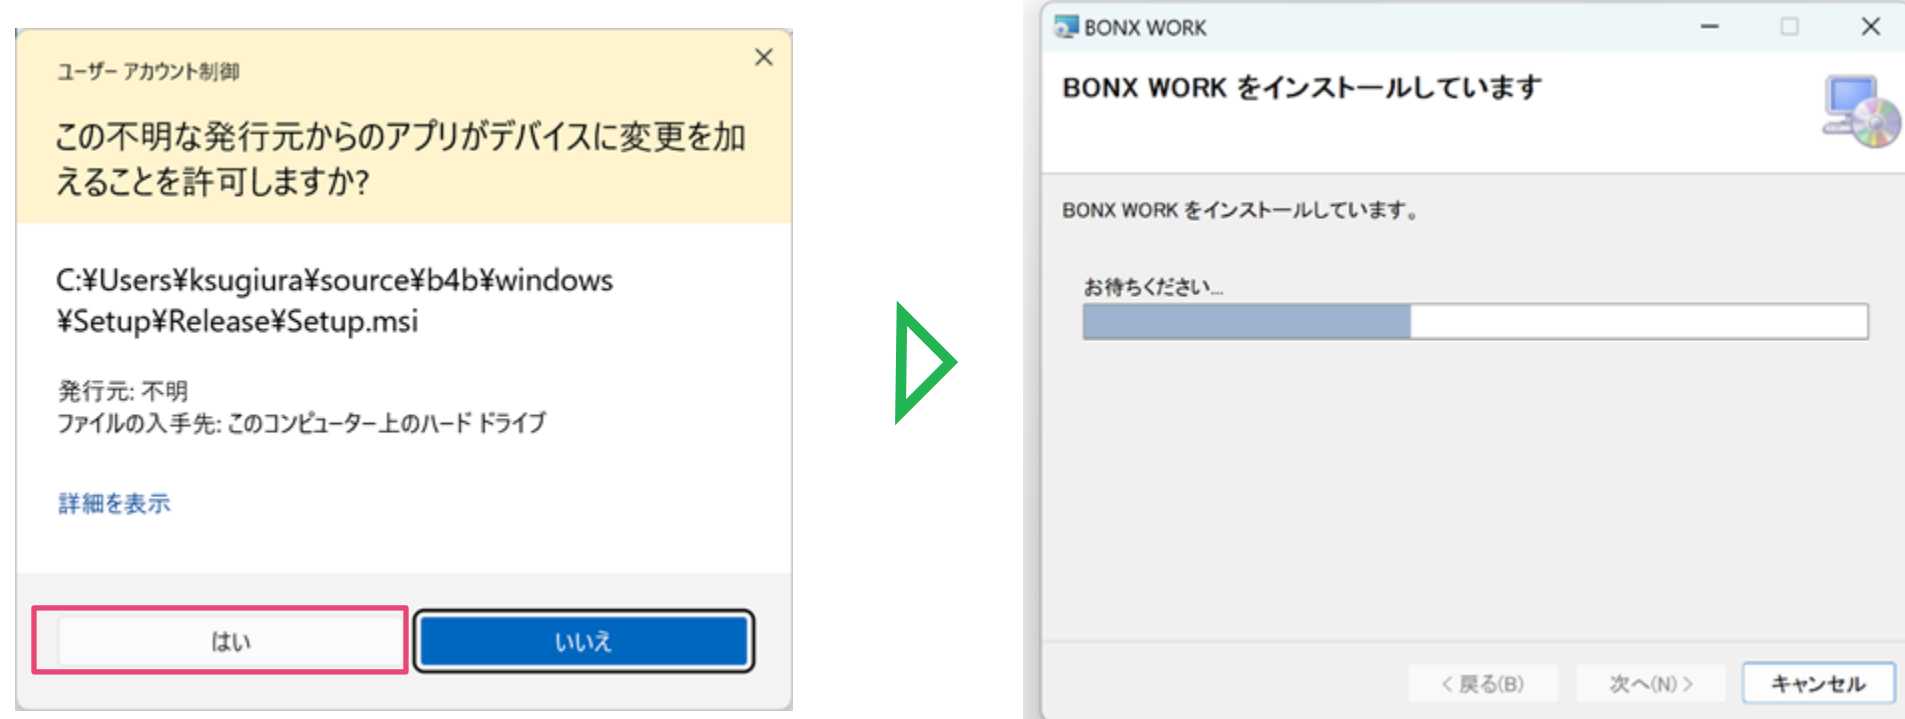 ユーザー アカウント制御
この不明な発行元からのアプリがデバイスに変更を加
えることを許可しますか?
C:¥Users¥ksugiura¥source¥b4b¥windows
¥Setup¥Release¥Setup.msi
発行元: 不明
ファイルの入手先: このコンピューター上のハード ドライブ
詳細を表示
はい
いいえ
BONX WORK
BONX WORK をインストールしています
BONX WORK をインストールしています。
お待ちください...
< 戻る(B)
次へ(N) >
キャンセル